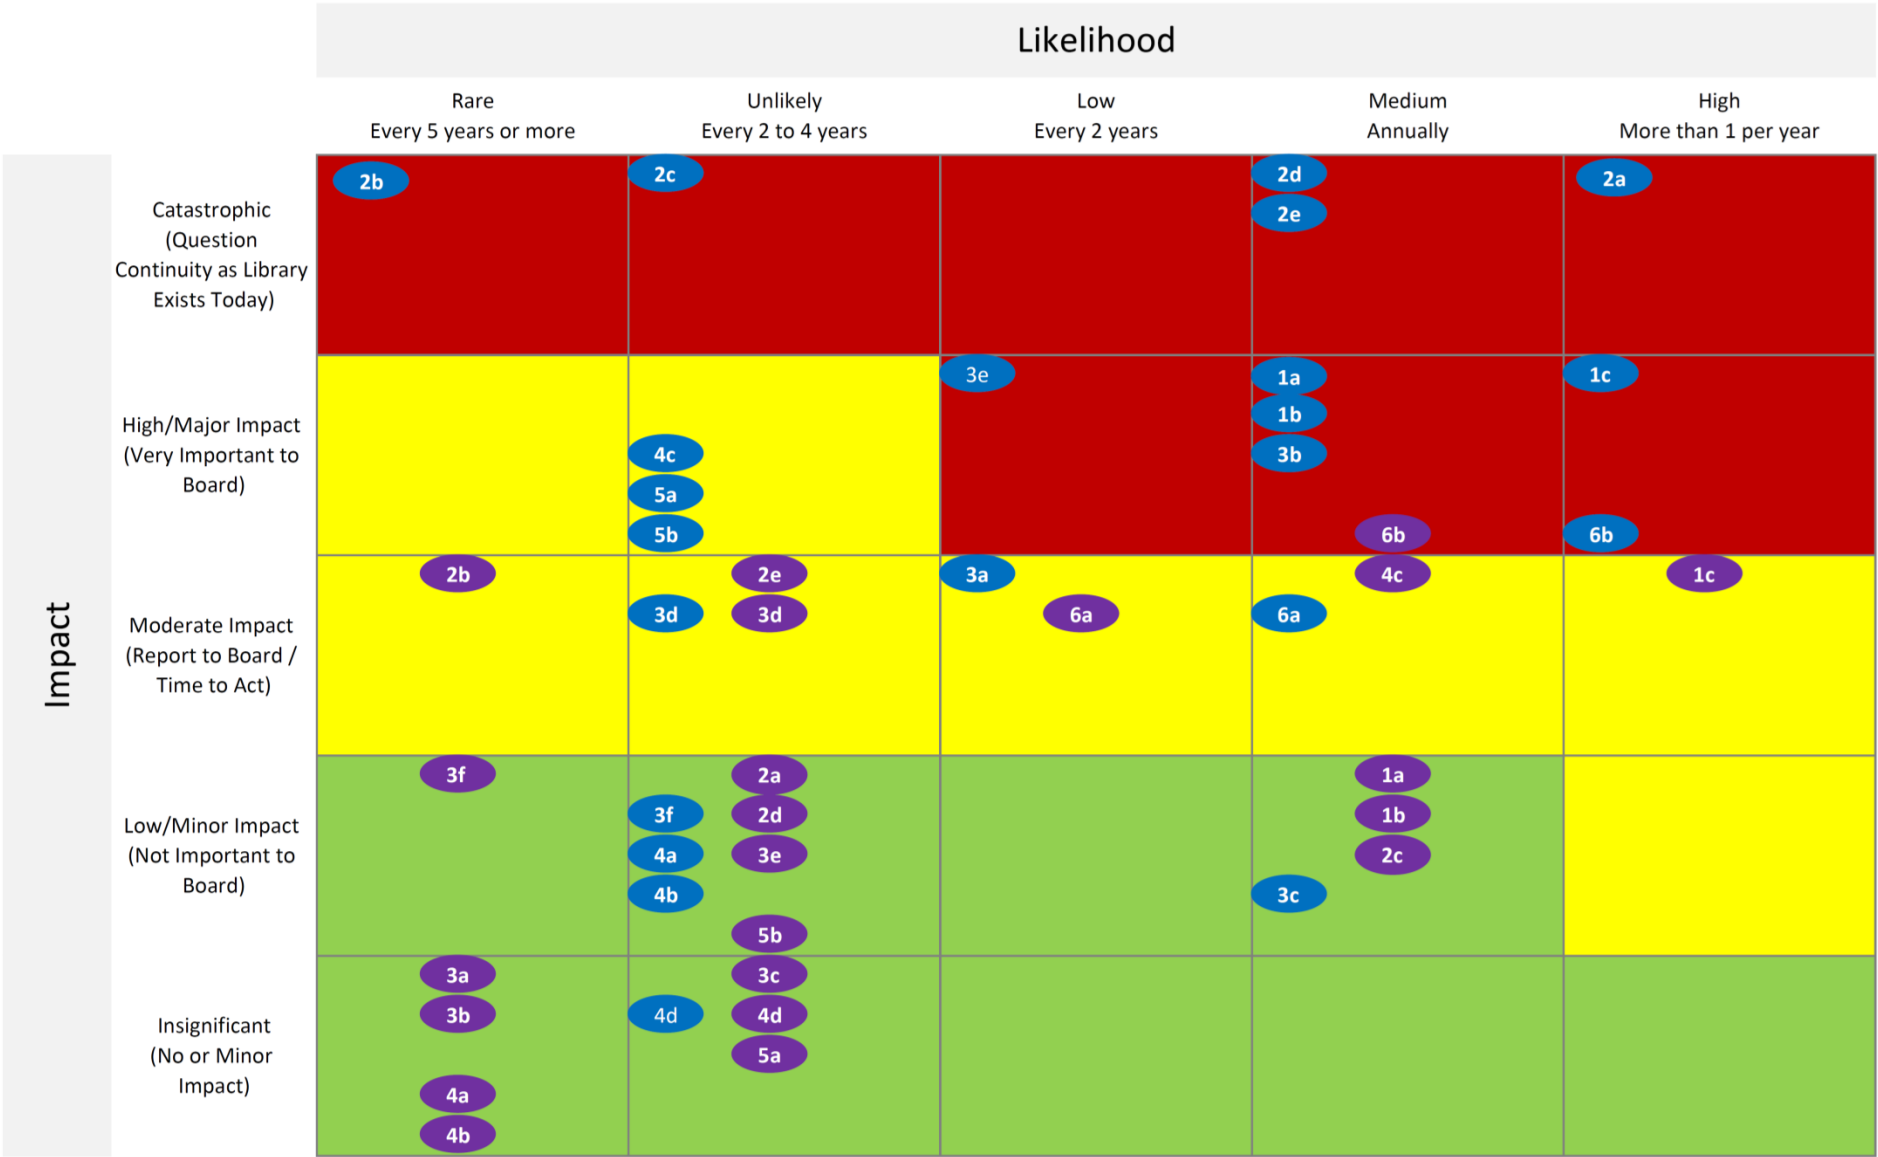 Likelihood
Rare
Every 5 years or more
Unlikely
Every 2 to 4 years
Low
Every 2 years
Medium
Annually
High
More than 1 per year
Impact
Catastrophic
(Question
Continuity as Library
Exists Today)
2b
2c
2d
2e
2a
High/Major Impact
(Very Important to
Board)
4c
5a
5b
3e
1a
1b
3b
6b
1c
6b
Moderate Impact
(Report to Board /
Time to Act)
2b
2e
3d
3d
3a
6a
4c
6a
1c
Low/Minor Impact
(Not Important to
Board)
3f
2a
3f
2d
4a
3e
4b
5b
1a
1b
2c
3c
Insignificant
(No or Minor
Impact)
3a
3b
4a
4b
3c
4d
4d
5a